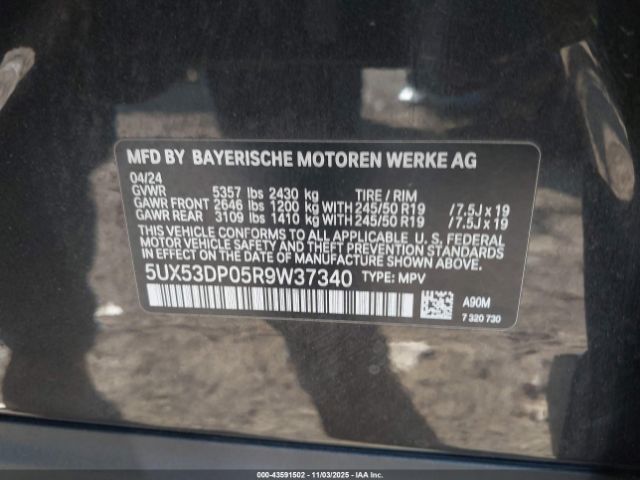 MFD BY BAYERISCHE MOTOREN WERKE AG
04/24
GVWR 5357 lbs 2430 kg TIRE / RIM
GAWR FRONT 2646 lbs 1200 kg WITH 245/50 R19 /7.5J x 19
GAWR REAR 3109 lbs 1410 kg WITH 245/50 R19 /7.5J x 19
THIS VEHICLE CONFORMS TO ALL APPLICABLE U. S. FEDERAL
MOTOR VEHICLE SAFETY AND THEFT PREVENTION STANDARDS
IN EFFECT ON THE DATE OF MANUFACTURE SHOWN ABOVE.
5UX53DP05R9W37340 TYPE: MPV
A90M
7 320 730
000-43591502 - 11/03/2025 - IAAI Inc.